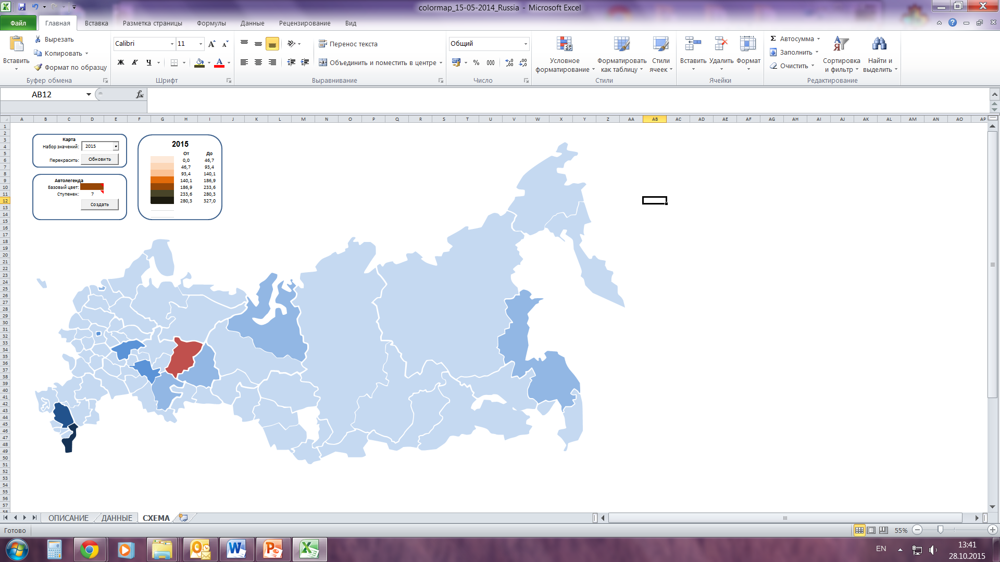 colormap_15-05-2014_Russia - Microsoft Excel
Файл Главная Вставка Разметка страницы Формулы Данные Рецензирование Вид
Вставить
Вырезать
Копировать
Формат по образцу
Буфер обмена
Calibri 11
Ж К Ч А
Шрифт
Перенос текста
Объединить и поместить в центре
Выравнивание
Общий
% 000
Число
Условное форматирование
Форматировать как таблицу
Стили ячеек
Стили
Вставить Удалить Формат
Ячейки
Σ Автосумма
Заполнить
Очистить
Сортировка и фильтр
Найти и выделить
Редактирование
AB12
fx
A B C D E F G H I J K L M N O P Q R S T U V W X Y Z AA AB AC AD AE AF AG AH AI AJ AK AL AM AN AO AP
1
2
3
4
5
6
7
8
9
10
11
12
13
14
15
16
17
18
19
20
21
22
23
24
25
26
27
28
29
30
31
32
33
34
35
36
37
38
39
40
41
42
43
44
45
46
47
48
49
50
51
52
53
54
55
56
57
58
Карта
Набор значений: 2015
Перекрасить: Обновить
Автолегенда
Базовый цвет:
Ступенек: 7
Создать
2015
От До
0,0 46,7
46,7 93,4
93,4 140,1
140,1 186,9
186,9 233,6
233,6 280,3
280,3 327,0
ОПИСАНИЕ ДАННЫЕ СХЕМА
Готово
55%
EN
13:41
28.10.2015